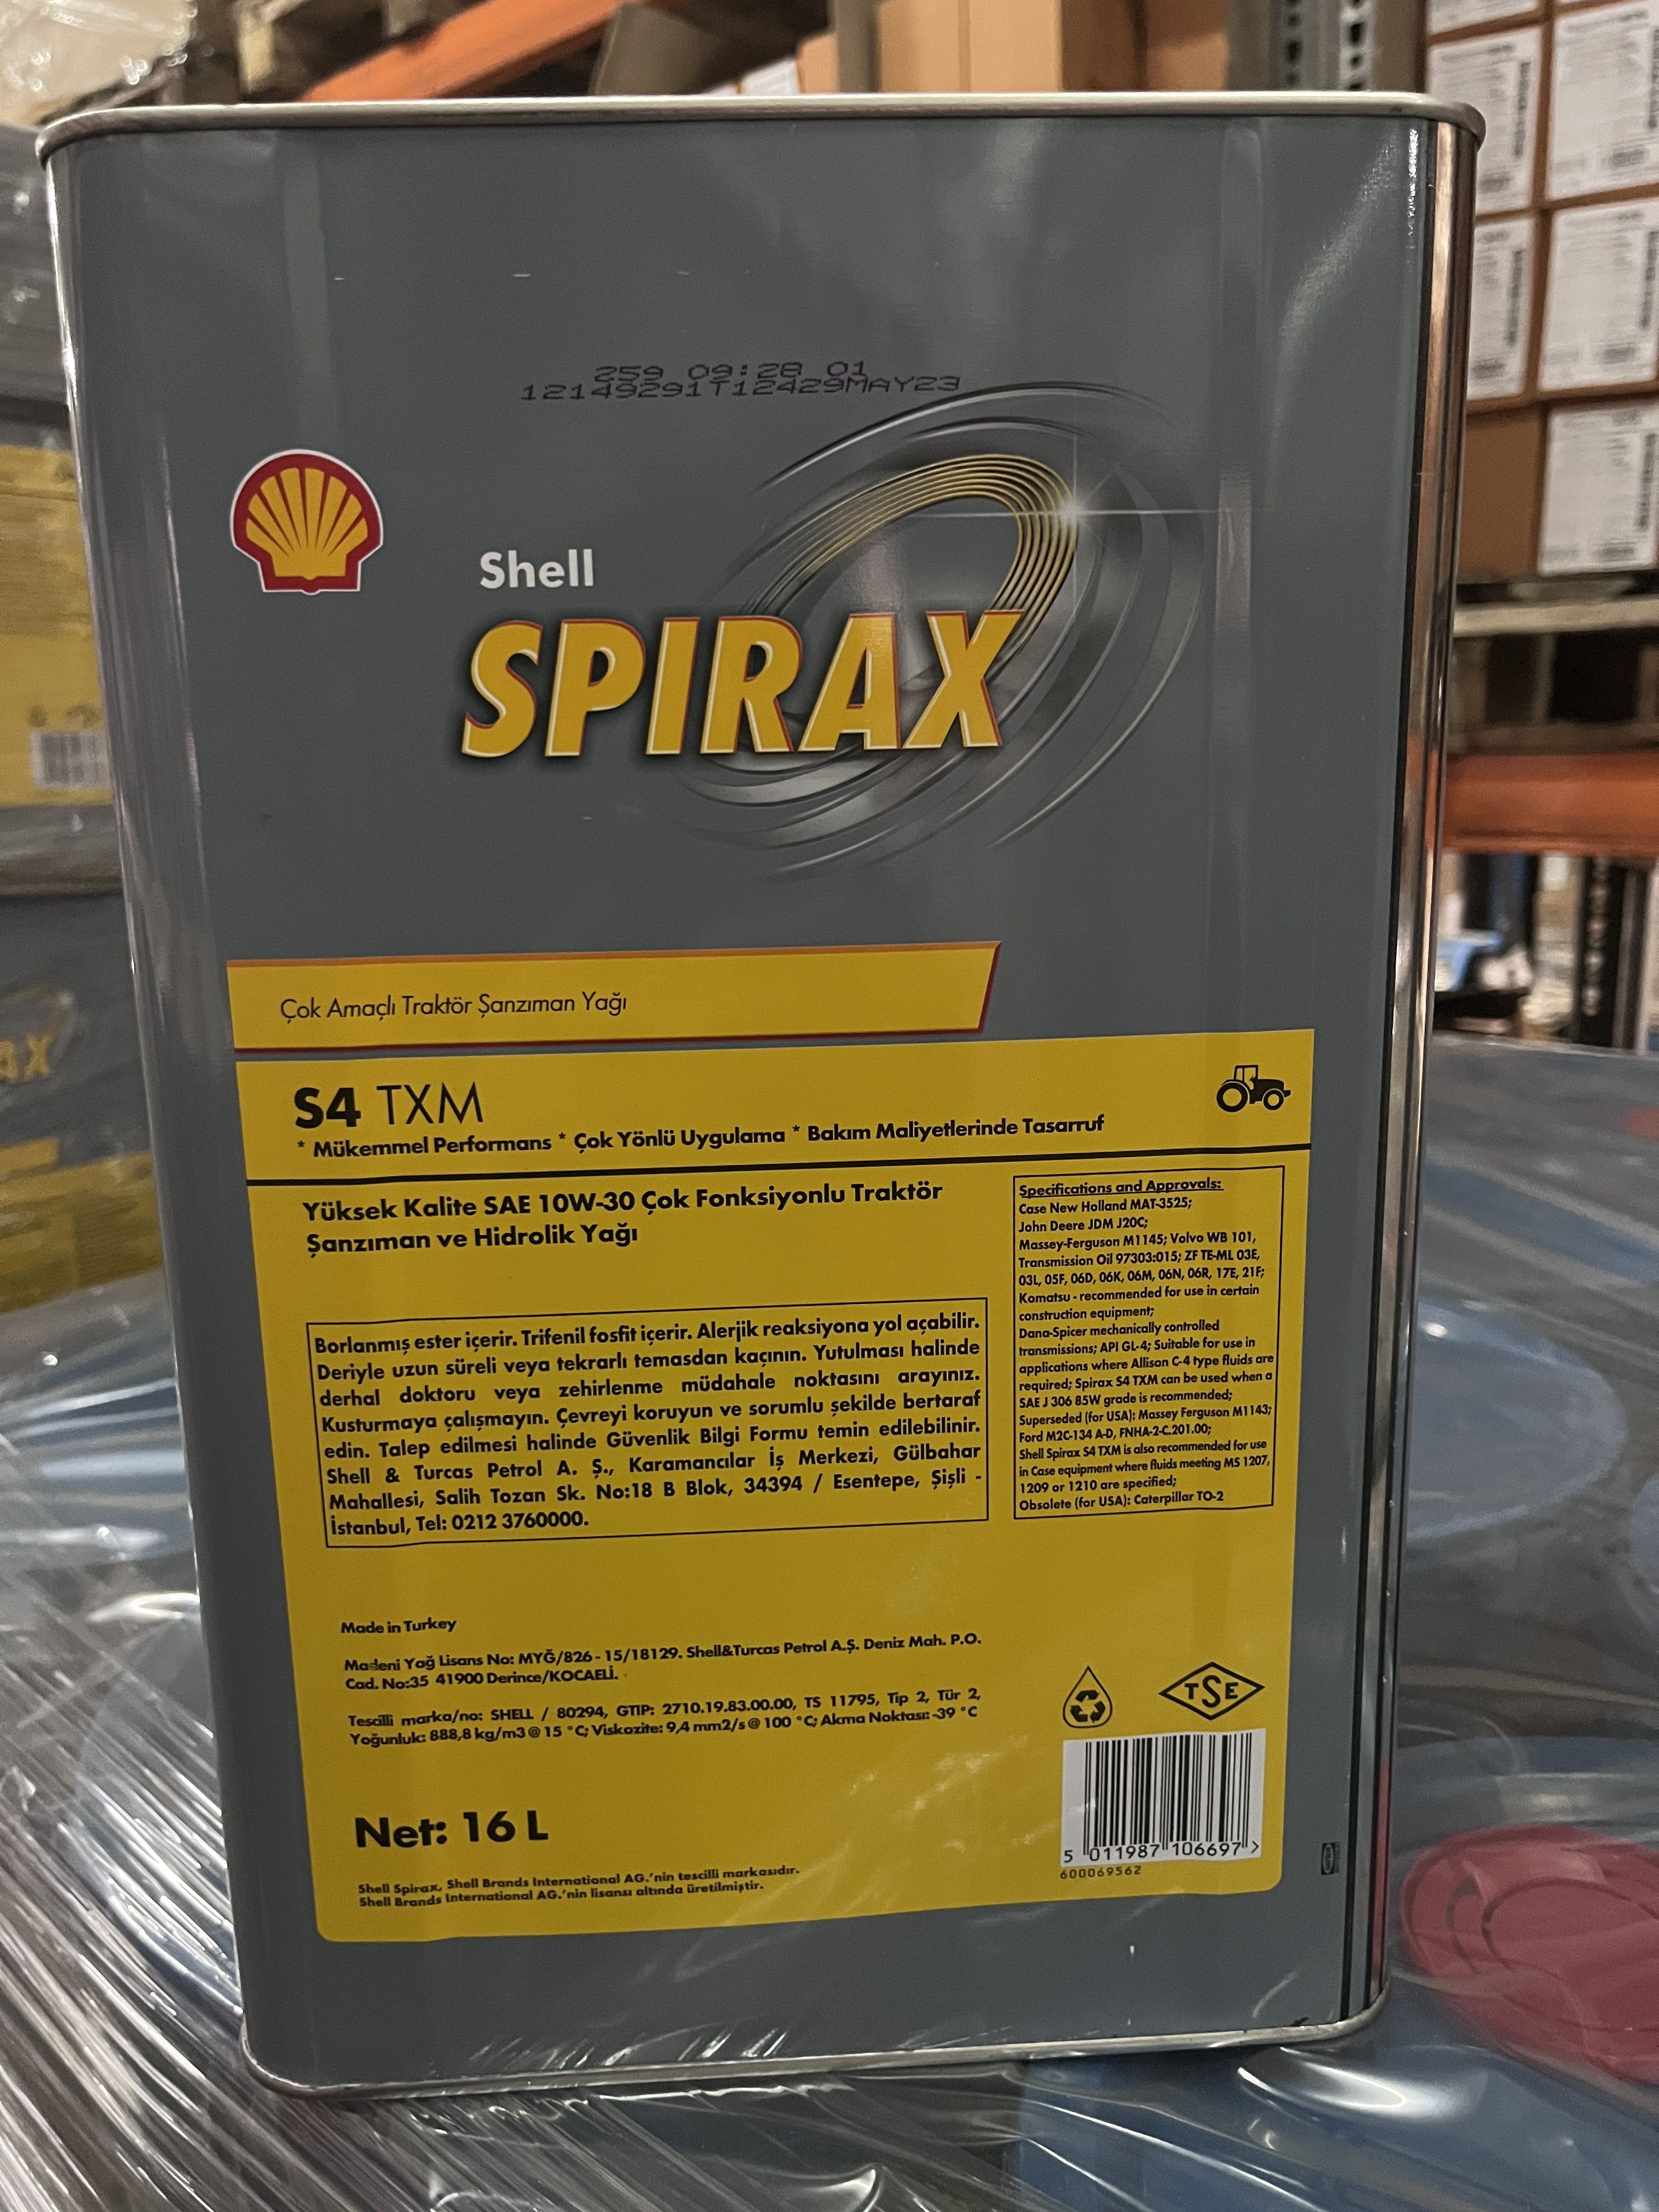 259 09:28 01
12149291T12429MAY23
Shell
SPIRAX
Çok Amaçlı Traktör Şanzıman Yağı
S4 TXM
* Mükemmel Performans * Çok Yönlü Uygulama * Bakım Maliyetlerinde Tasarruf
Yüksek Kalite SAE 10W-30 Çok Fonksiyonlu Traktör
Şanzıman ve Hidrolik Yağı
Borlanmış ester içerir. Trifenil fosfit içerir. Alerjik reaksiyona yol açabilir.
Deriyle uzun süreli veya tekrarlı temasdan kaçının. Yutulması halinde
derhal doktoru veya zehirlenme müdahale noktasını arayınız.
Kusturmaya çalışmayın. Çevreyi koruyun ve sorumlu şekilde bertaraf
edin. Talep edilmesi halinde Güvenlik Bilgi Formu temin edilebilinir.
Shell & Turcas Petrol A. Ş., Karamancılar İş Merkezi, Gülbahar
Mahallesi, Salih Tozan Sk. No:18 B Blok, 34394 / Esentepe, Şişli -
İstanbul, Tel: 0212 3760000.
Specifications and Approvals:
Case New Holland MAT-3525;
John Deere JDM J20C;
Massey-Ferguson M1145; Volvo WB 101,
Transmission Oil 97303:015; ZF TE-ML 03E,
03L, 05F, 06D, 06K, 06M, 06N, 06R, 17E, 21F;
Komatsu - recommended for use in certain
construction equipment;
Dana-Spicer mechanically controlled
transmissions; API GL-4; Suitable for use in
applications where Allison C-4 type fluids are
required; Spirax S4 TXM can be used when a
SAE J 306 85W grade is recommended;
Superseded (for USA): Massey Ferguson M1143;
Ford M2C-134 A-D, FNHA-2-C.201.00;
Shell Spirax S4 TXM is also recommended for use
in Case equipment where fluids meeting MS 1207,
1209 or 1210 are specified;
Obsolete (for USA): Caterpillar TO-2
Made in Turkey
Madeni Yağ Lisans No: MYĞ/826 - 15/18129. Shell&Turcas Petrol A.Ş. Deniz Mah. P.O.
Cad. No:35 41900 Derince/KOCAELİ.
Tescilli marka/no: SHELL / 80294, GTIP: 2710.19.83.00.00, TS 11795, Tip 2, Tür 2,
Yoğunluk: 888,8 kg/m3 @ 15 °C; Viskozite: 9,4 mm2/s @ 100 °C; Akma Noktası: -39 °C
TSE
Net: 16 L
5 011987 106697 >
600069562
Shell Spirax, Shell Brands International AG.'nin tescilli markasıdır.
Shell Brands International AG.'nin lisansı altında üretilmiştir.